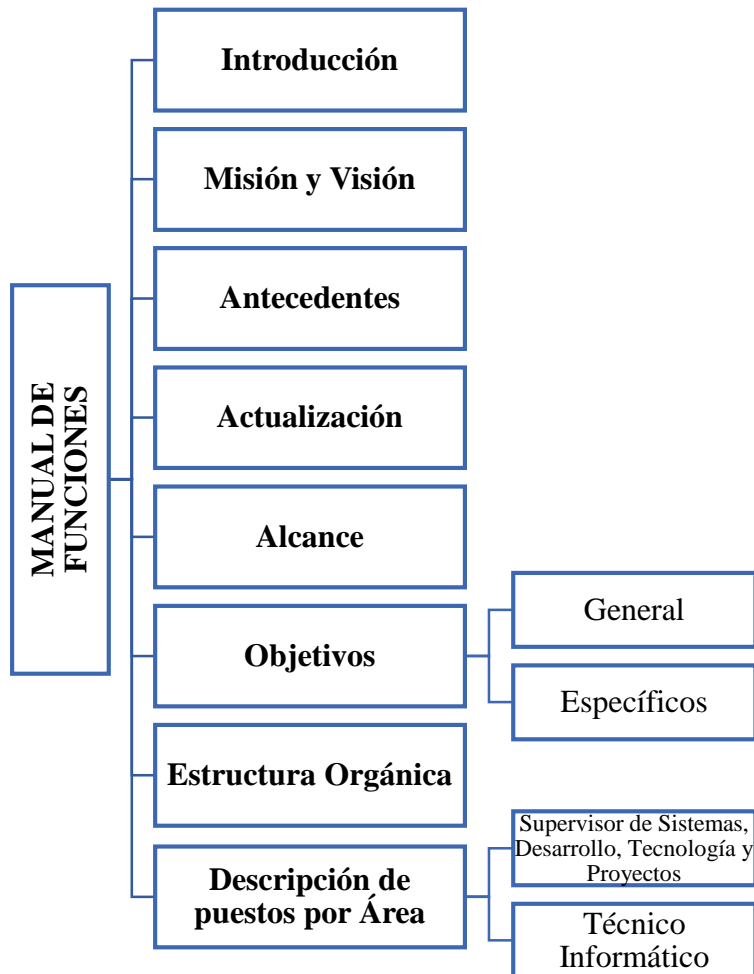 MANUAL DE
FUNCIONES
Introducción
Misión y Visión
Antecedentes
Actualización
Alcance
Objetivos
General
Específicos
Estructura Orgánica
Descripción de
puestos por Área
Supervisor de Sistemas,
Desarrollo, Tecnología y
Proyectos
Técnico
Informático